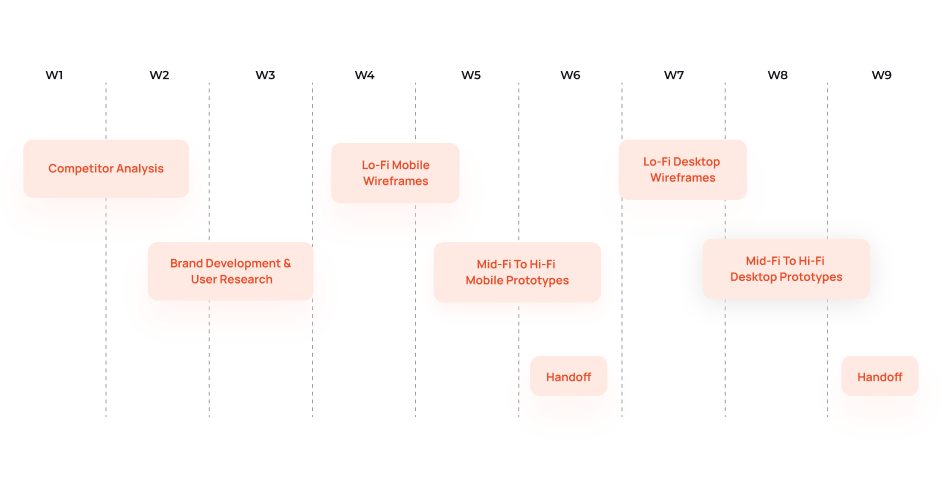 W1
W2
W3
W4
W5
W6
W7
W8
W9
Competitor Analysis
Lo-Fi Mobile
Wireframes
Lo-Fi Desktop
Wireframes
Brand Development &
User Research
Mid-Fi To Hi-Fi
Mobile Prototypes
Mid-Fi To Hi-Fi
Desktop Prototypes
Handoff
Handoff